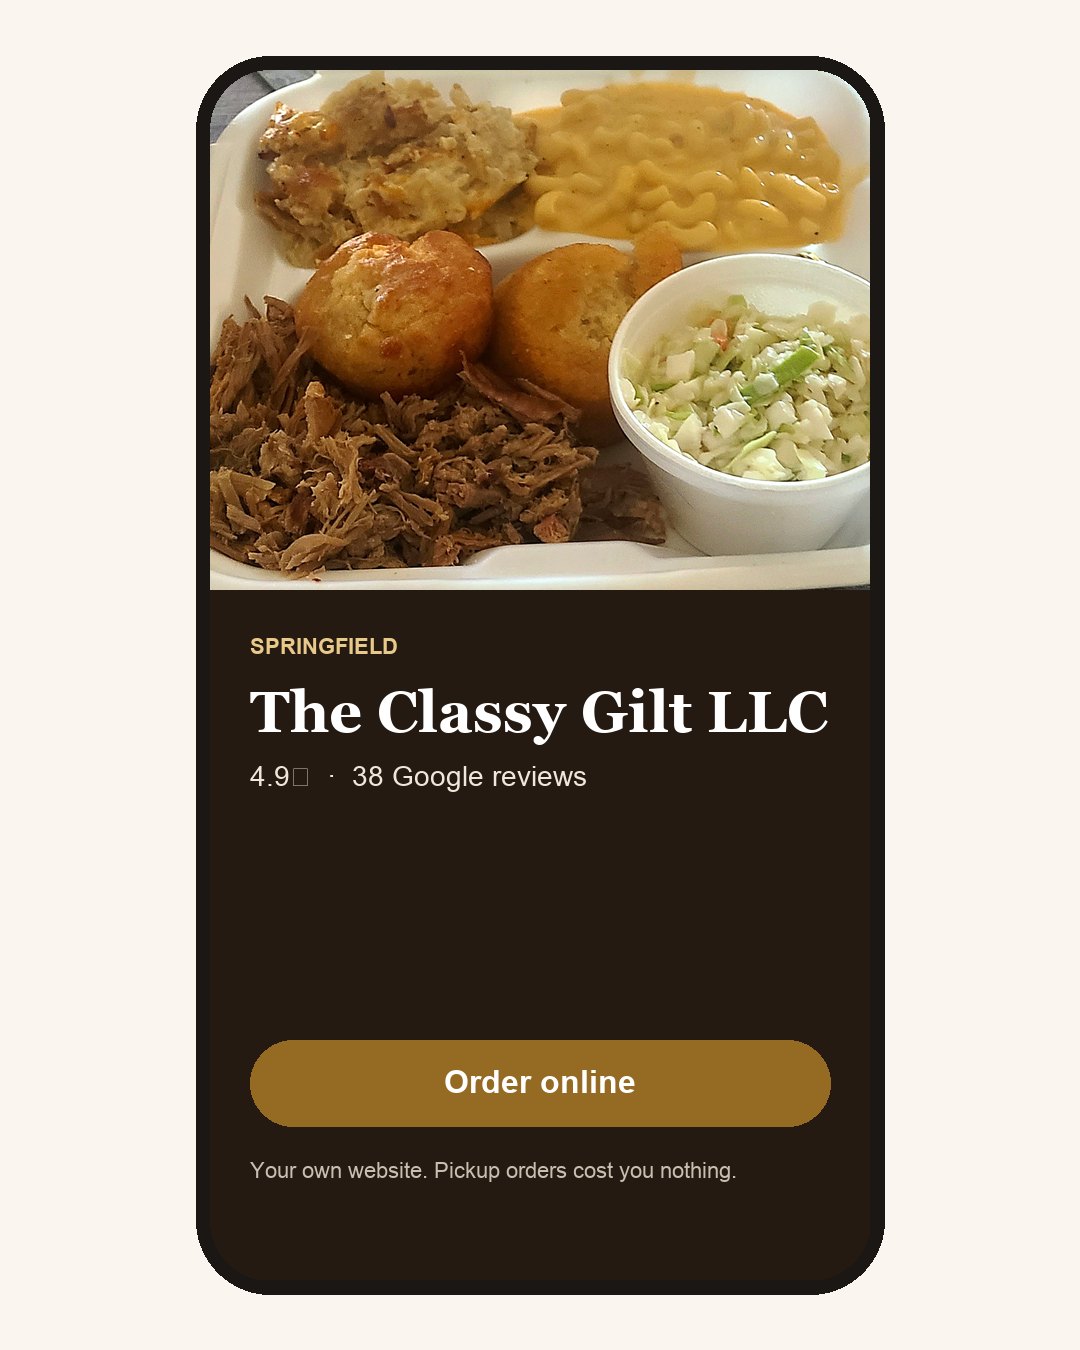 SPRINGFIELD
The Classy Gilt LLC
4.9□ · 38 Google reviews
Order online
Your own website. Pickup orders cost you nothing.